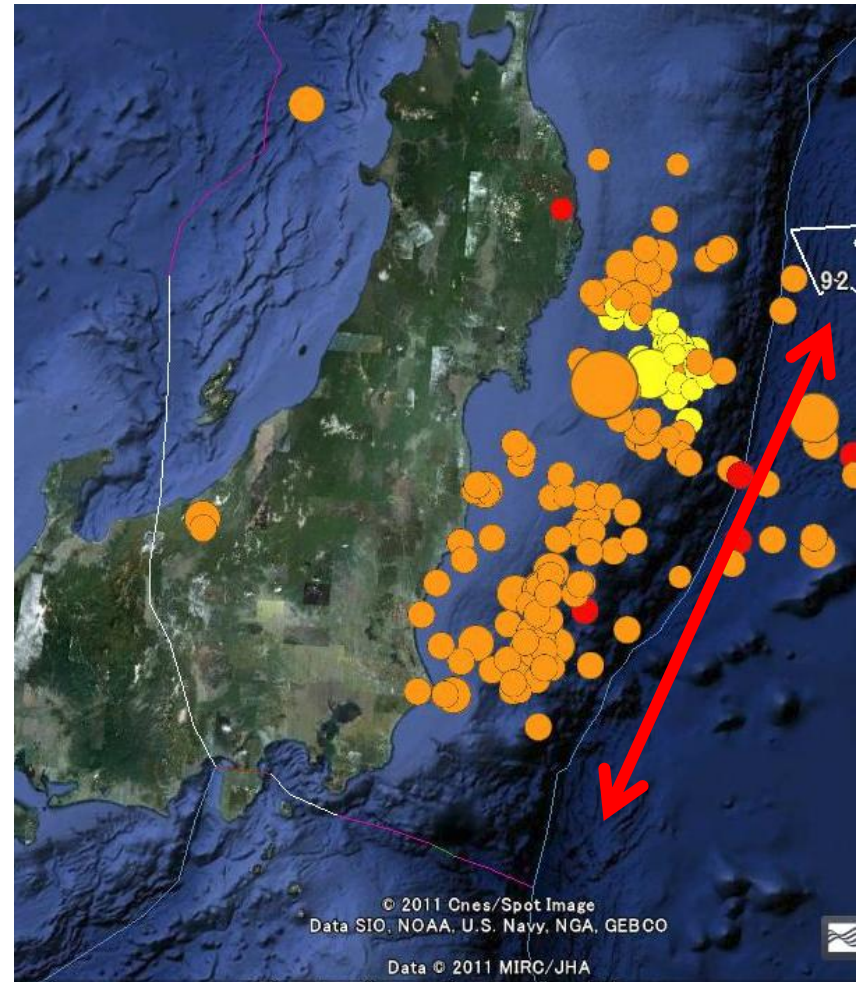 9-2
© 2011 Cnes/Spot Image
Data SIO, NOAA, U.S. Navy, NGA, GEBCO
Data © 2011 MIRC/JHA